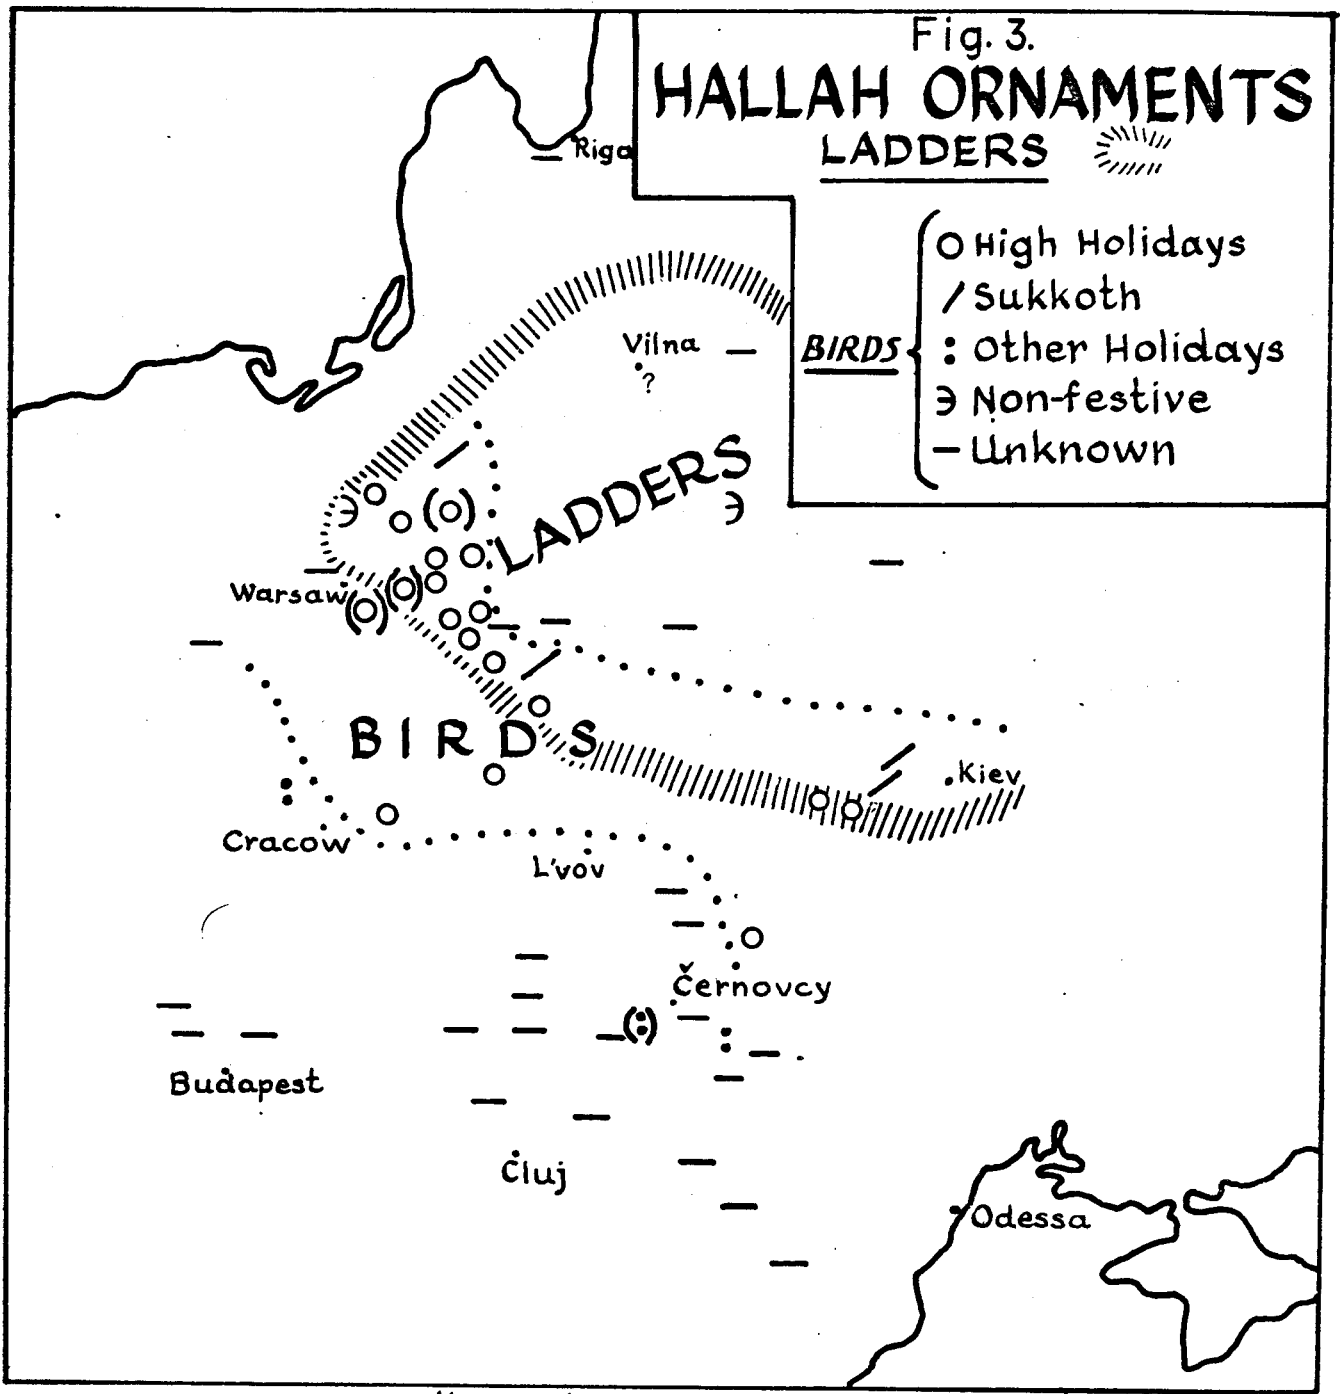 Fig. 3.
HALLAH ORNAMENTS
LADDERS
BIRDS
High Holidays
Sukkoth
Other Holidays
Non-festive
Unknown
Riga
Vilna
?
LADDERS
Warsaw
BIRDS
Kiev
Cracow
L'vov
Černovcy
Budapest
Cluj
Odessa